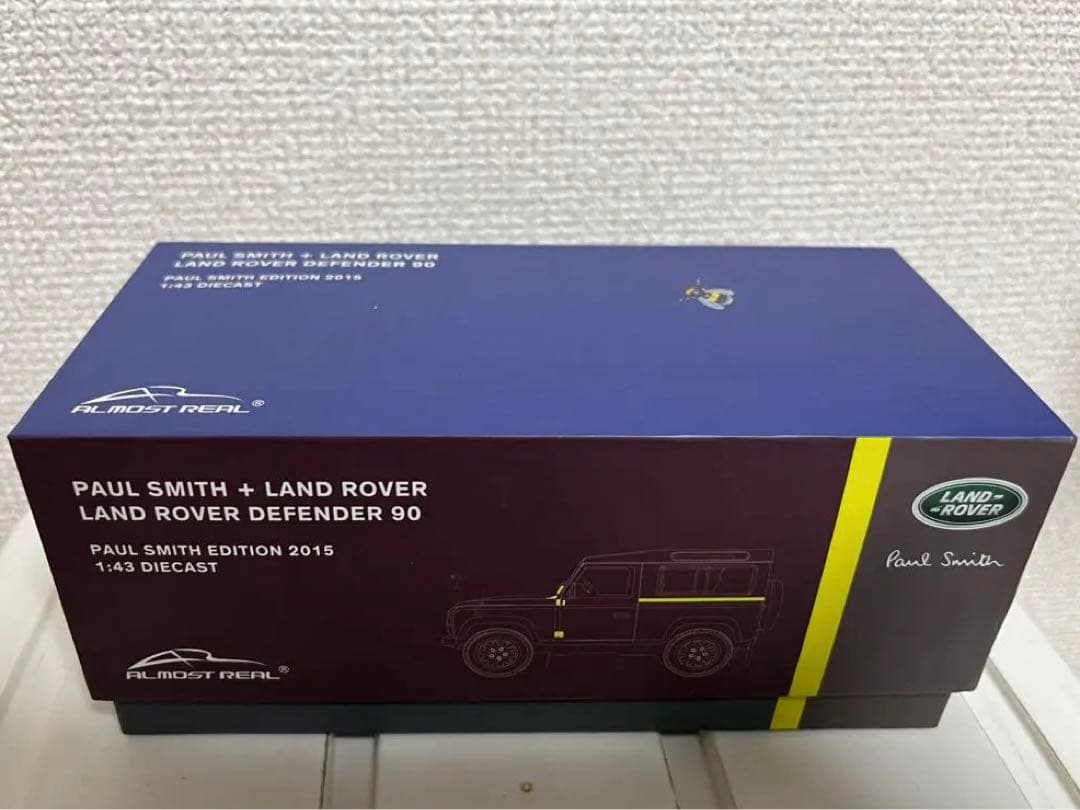 PAUL SMITH + LAND ROVER
LAND ROVER DEFENDER 90
PAUL SMITH EDITION 2015
1:43 DIECAST
ALMOST REAL®
PAUL SMITH + LAND ROVER
LAND ROVER DEFENDER 90
PAUL SMITH EDITION 2015
1:43 DIECAST
ALMOST REAL®
LAND-
-ROVER
Paul Smith